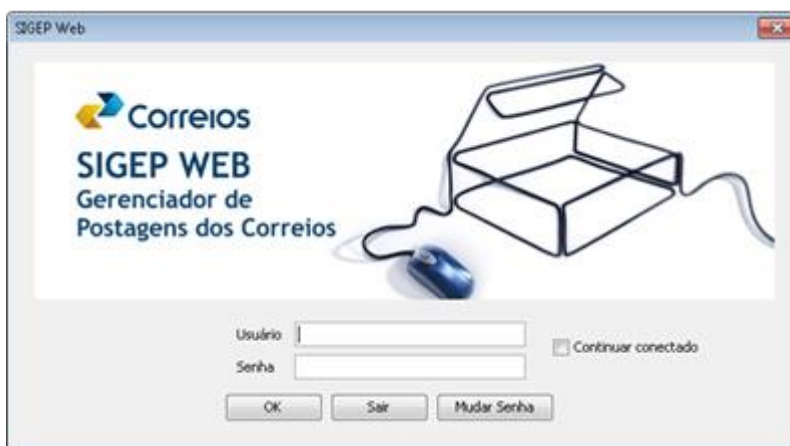 SIGEP Web
Correios
SIGEP WEB
Gerenciador de
Postagens dos Correios
Usuário
Continuar conectado
Senha
OK Sair Mudar Senha